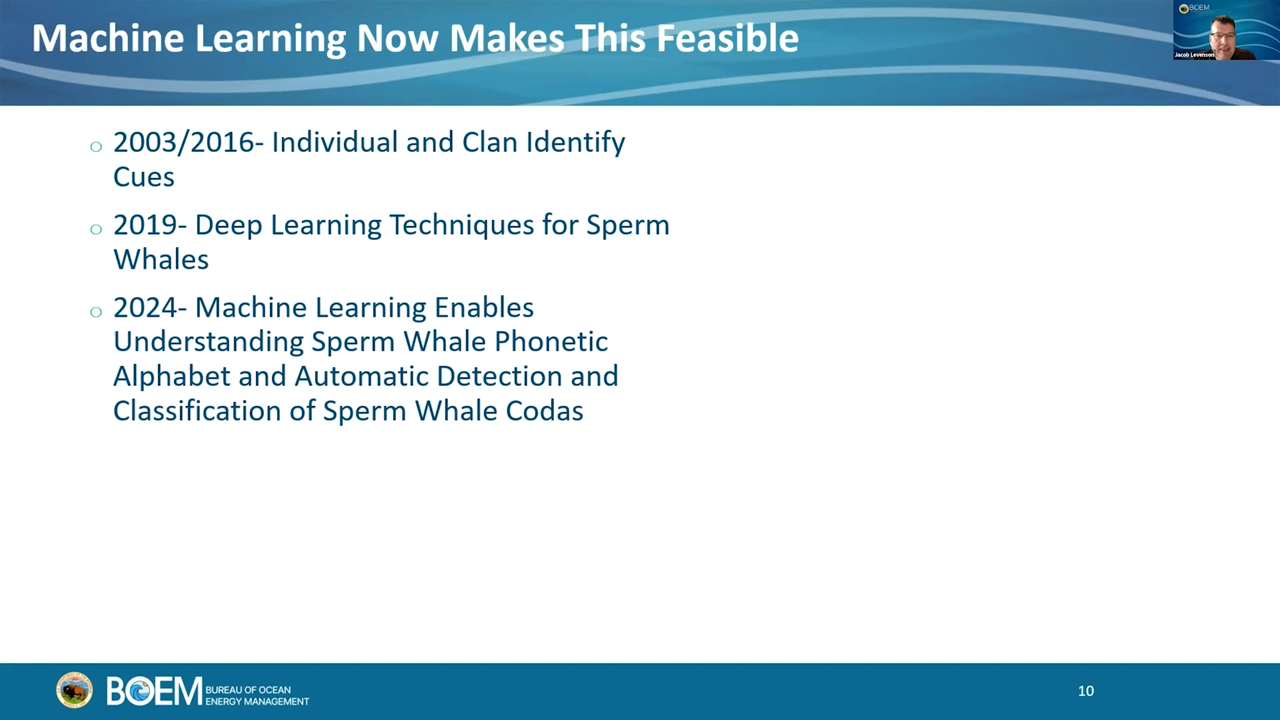 Machine Learning Now Makes This Feasible
BOEM
Jacob Levenson
o 2003/2016- Individual and Clan Identify
Cues
o 2019- Deep Learning Techniques for Sperm
Whales
o 2024- Machine Learning Enables
Understanding Sperm Whale Phonetic
Alphabet and Automatic Detection and
Classification of Sperm Whale Codas
BOEM
BUREAU OF OCEAN
ENERGY MANAGEMENT
10